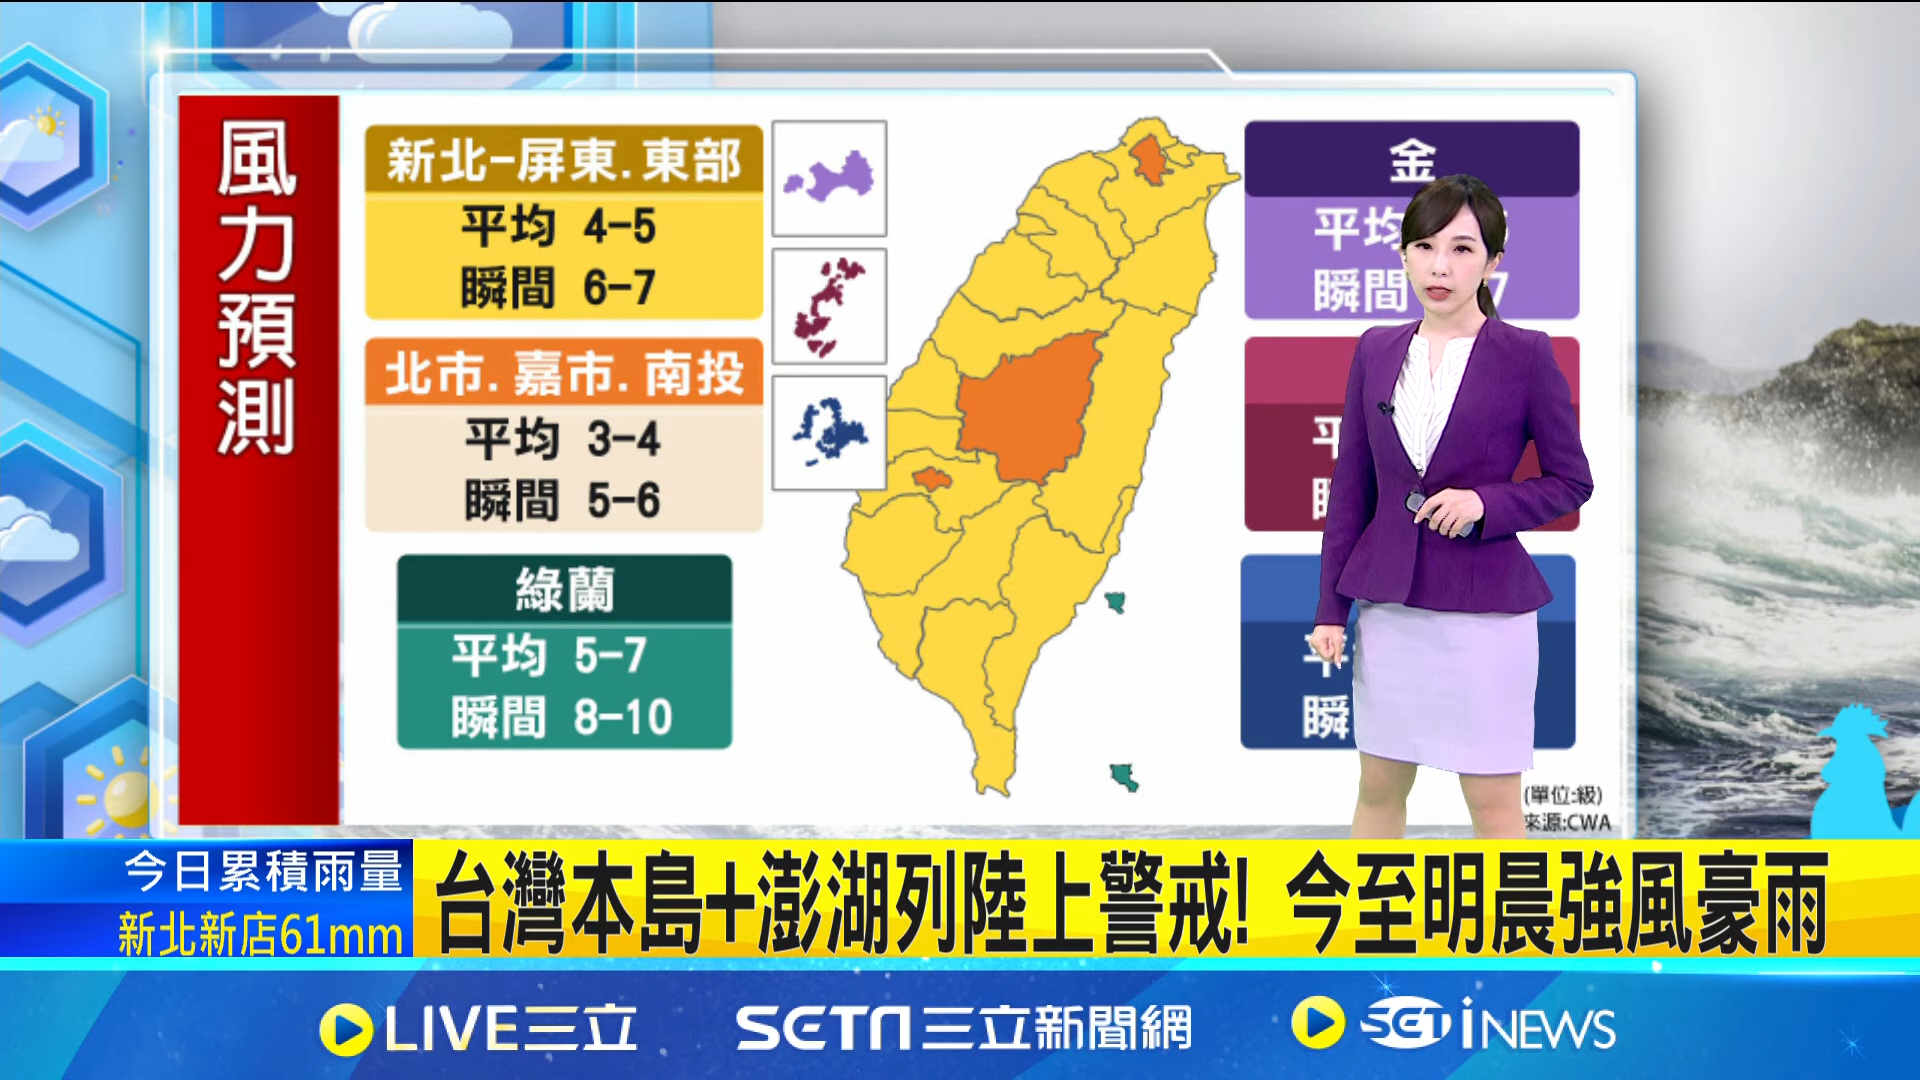 風力預測
新北-屏東.東部
平均 4-5
瞬間 6-7
北市.嘉市.南投
平均 3-4
瞬間 5-6
綠蘭
平均 5-7
瞬間 8-10
金
平均
瞬間 7
平
平
瞬
(單位:級)
來源:CWA
今日累積雨量
新北新店61mm
台灣本島+澎湖列陸上警戒! 今至明晨強風豪雨
LIVE三立
SETN三立新聞網
SET iNEWS